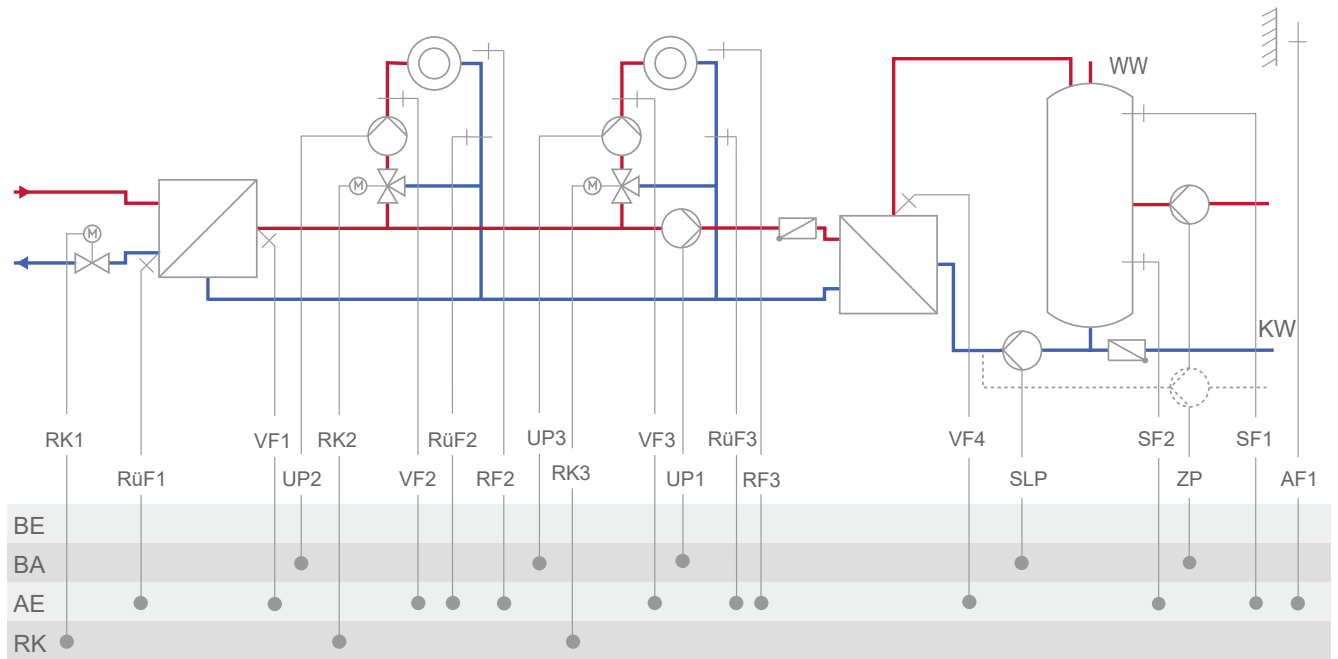 WW
M
M
M
KW
RK1
VF1
RK2
RüF2
UP3
VF3
RüF3
VF4
SF2
SF1
RüF1
UP2
VF2
RF2
RK3
UP1
RF3
SLP
ZP
AF1
BE
BA
AE
RK